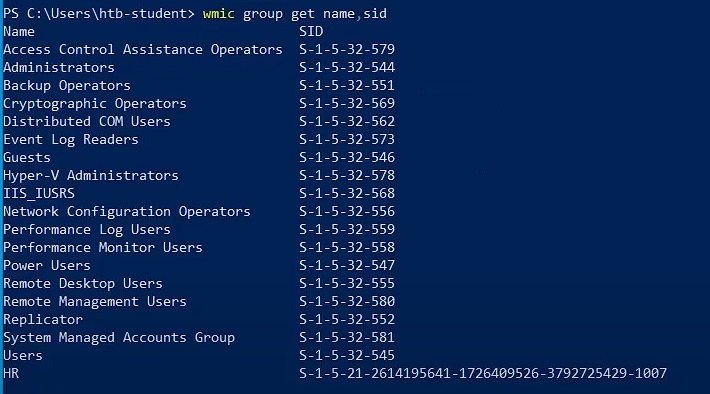 PS C:\Users\htb-student> wmic group get name,sid
Name SID
Access Control Assistance Operators S-1-5-32-579
Administrators S-1-5-32-544
Backup Operators S-1-5-32-551
Cryptographic Operators S-1-5-32-569
Distributed COM Users S-1-5-32-562
Event Log Readers S-1-5-32-573
Guests S-1-5-32-546
Hyper-V Administrators S-1-5-32-578
IIS_IUSRS S-1-5-32-568
Network Configuration Operators S-1-5-32-556
Performance Log Users S-1-5-32-559
Performance Monitor Users S-1-5-32-558
Power Users S-1-5-32-547
Remote Desktop Users S-1-5-32-555
Remote Management Users S-1-5-32-580
Replicator S-1-5-32-552
System Managed Accounts Group S-1-5-32-581
Users S-1-5-32-545
HR S-1-5-21-2614195641-1726409526-3792725429-1007